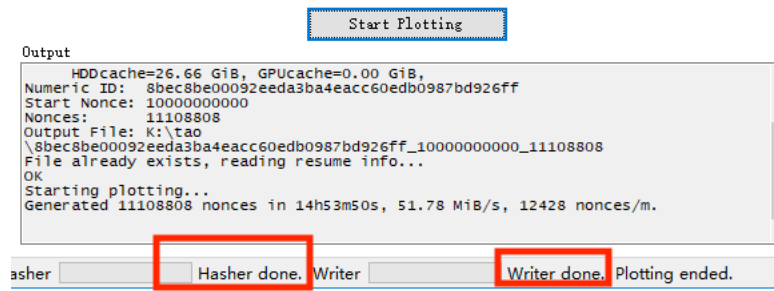 Start Plotting
Output
HDDcache=26.66 GiB, GPUcache=0.00 GiB,
Numeric ID: 8bec8be00092eeda3ba4eacc60edb0987bd926ff
Start Nonce: 10000000000
Nonces: 11108808
Output File: K:\tao
\8bec8be00092eeda3ba4eacc60edb0987bd926ff_10000000000_11108808
File already exists, reading resume info...
OK
Starting plotting...
Generated 11108808 nonces in 14h53m50s, 51.78 MiB/s, 12428 nonces/m.
asher Hasher done. Writer Writer done. Plotting ended.